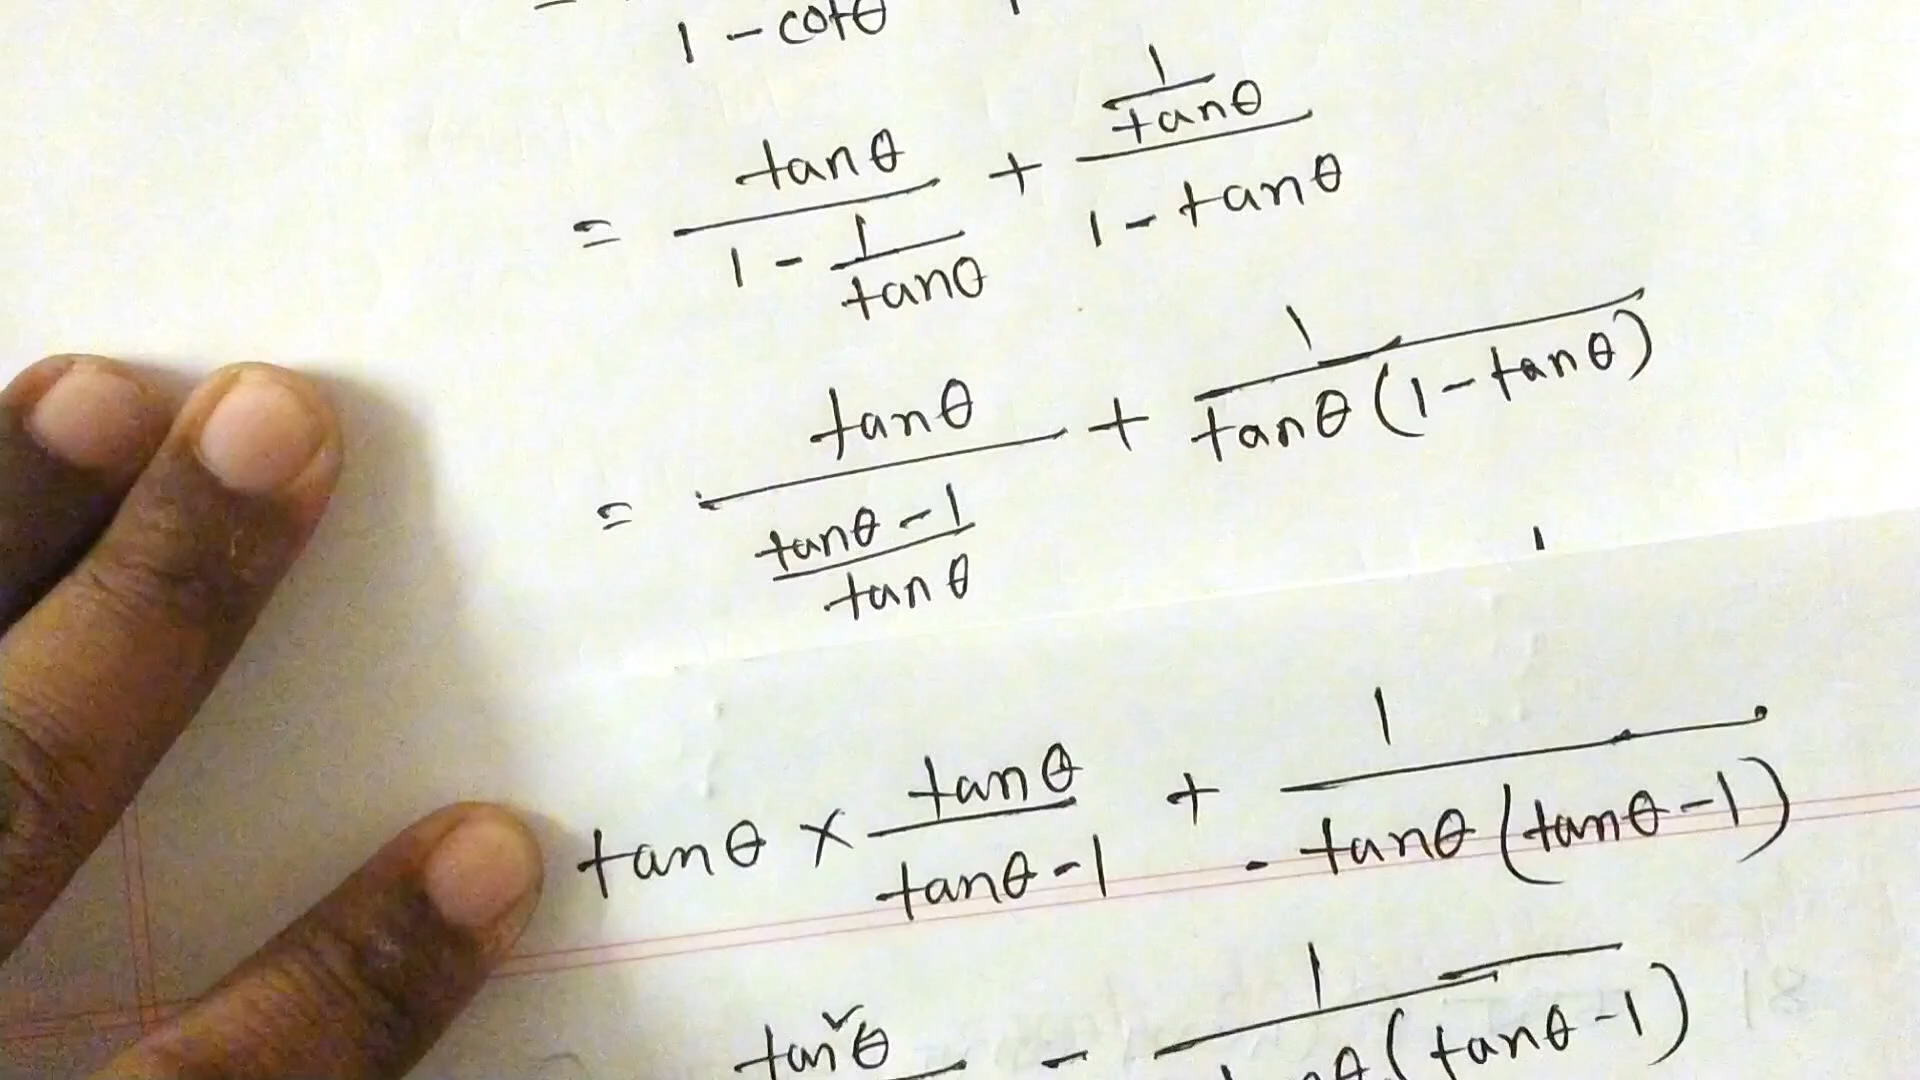 = 1 - cotθ
= tanθ / (1 - 1/tanθ) + (1/tanθ) / (1 - tanθ)
= tanθ / ((tanθ - 1)/tanθ) + 1 / (tanθ (1 - tanθ))
tanθ × tanθ / (tanθ - 1) + 1 / (- tanθ (tanθ - 1))
tan²θ - 1 / (tanθ - 1)